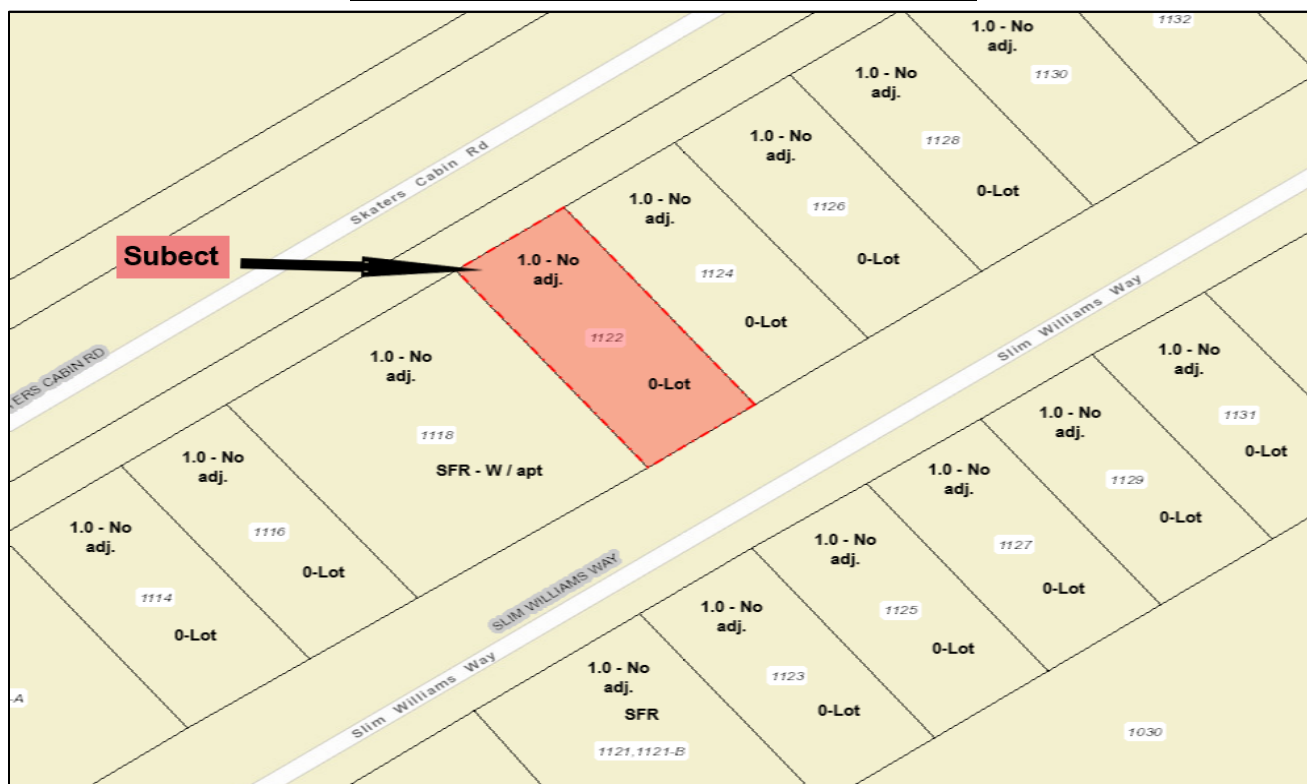 1132
1.0 - No
adj.
1130
1.0 - No
adj.
1128
0-Lot
1.0 - No
adj.
1126
0-Lot
Skaters Cabin Rd
1.0 - No
adj.
1124
0-Lot
Subect
1.0 - No
adj.
1122
0-Lot
Slim Williams Way
1.0 - No
adj.
1118
SFR - W / apt
TERS CABIN RD
1.0 - No
adj.
1116
0-Lot
1.0 - No
adj.
1114
0-Lot
-A
1.0 - No
adj.
1131
0-Lot
1.0 - No
adj.
1129
0-Lot
1.0 - No
adj.
1127
0-Lot
1.0 - No
adj.
1125
0-Lot
SLIM WILLIAMS WAY
Slim Williams Way
1.0 - No
adj.
1123
0-Lot
1.0 - No
adj.
SFR
1121,1121-B
1030